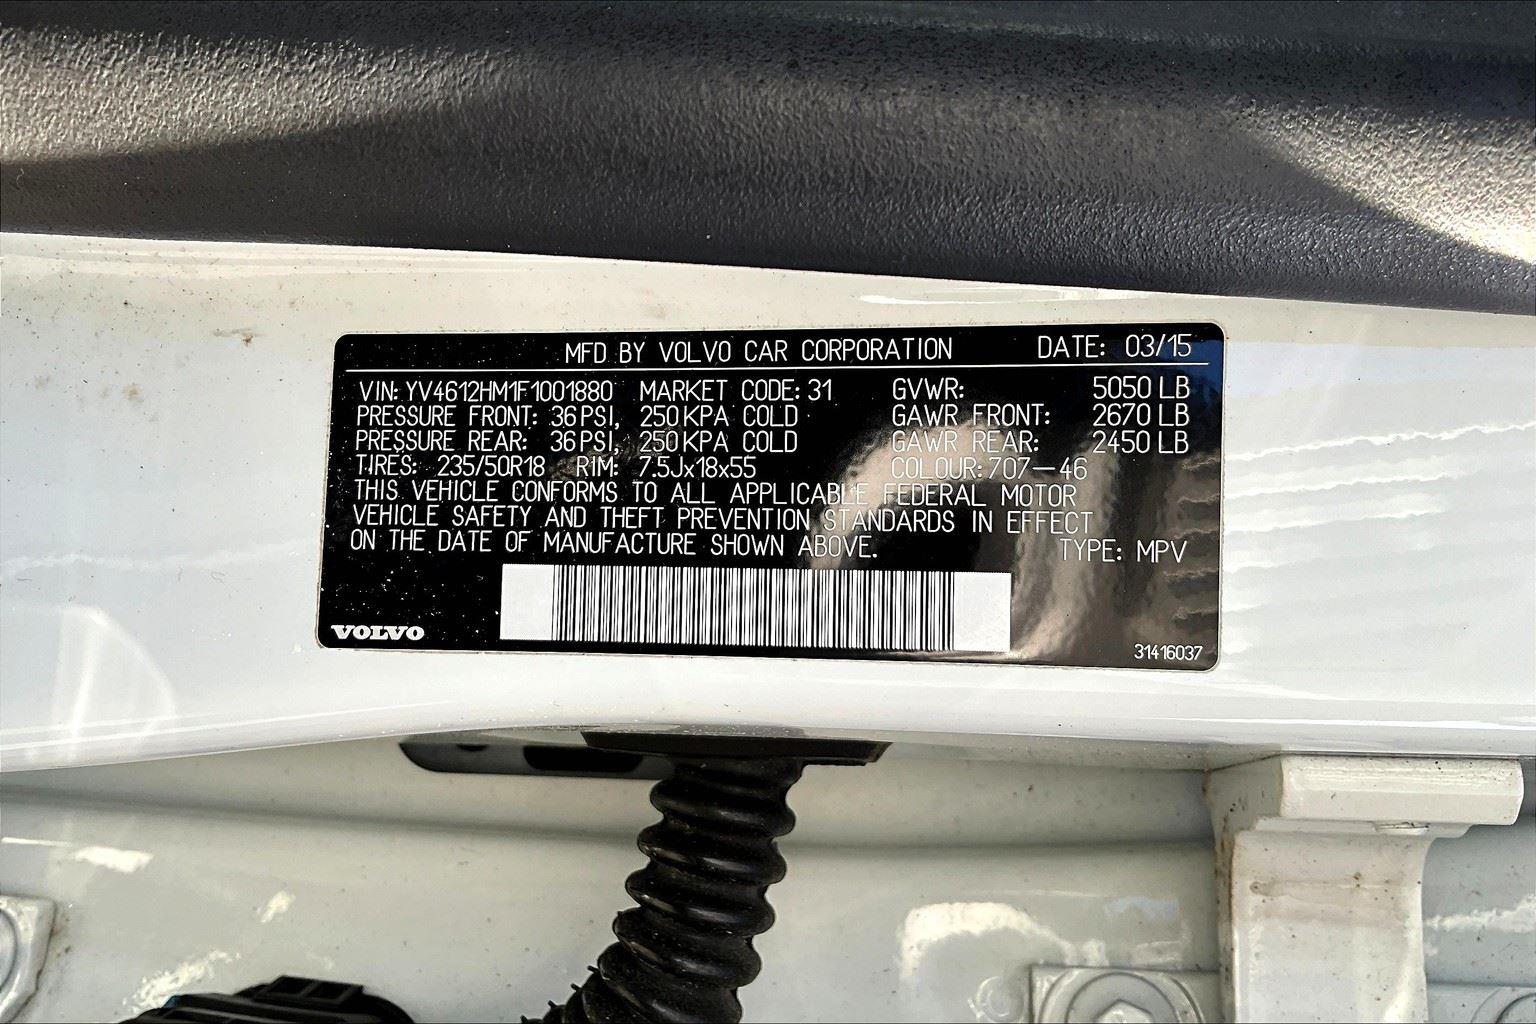 MFD BY VOLVO CAR CORPORATION DATE: 03/15
VIN: YV4612HM1F1001880 MARKET CODE: 31 GVWR: 5050 LB
PRESSURE FRONT: 36 PSI, 250 KPA COLD GAWR FRONT: 2670 LB
PRESSURE REAR: 36 PSI, 250 KPA COLD GAWR REAR: 2450 LB
TIRES: 235/50R18 RIM: 7.5Jx18x55 COLOUR: 707-46
THIS VEHICLE CONFORMS TO ALL APPLICABLE FEDERAL MOTOR
VEHICLE SAFETY AND THEFT PREVENTION STANDARDS IN EFFECT
ON THE DATE OF MANUFACTURE SHOWN ABOVE. TYPE: MPV
VOLVO
31416037